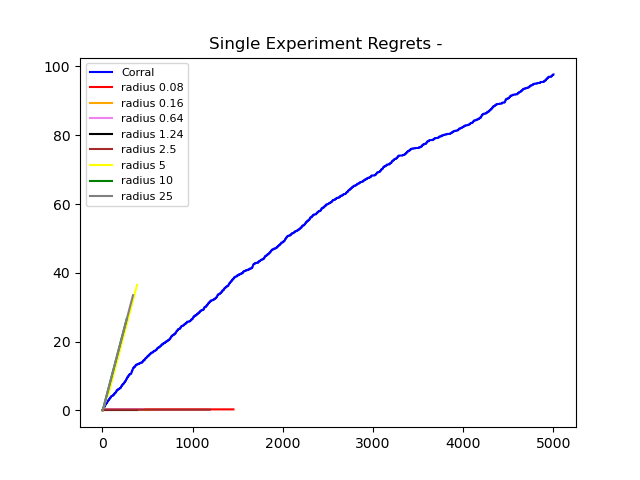 Single Experiment Regrets -
100
80
60
40
20
0
Corral
radius 0.08
radius 0.16
radius 0.64
radius 1.24
radius 2.5
radius 5
radius 10
radius 25
0 1000 2000 3000 4000 5000